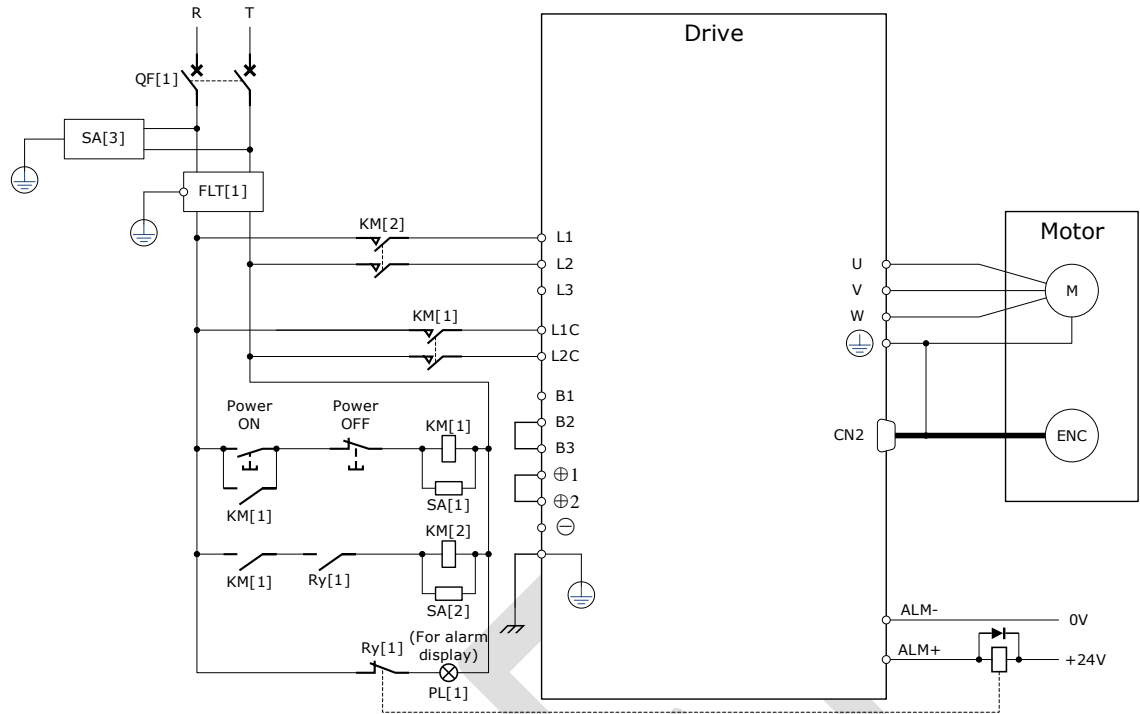 R
T
Drive
QF[1]
SA[3]
FLT[1]
KM[2]
L1
L2
L3
KM[1]
L1C
L2C
Motor
U
V
W
M
B1
B2
B3
⊕1
⊕2
⊖
CN2
ENC
Power
ON
Power
OFF
KM[1]
SA[1]
KM[1]
KM[2]
KM[1]
Ry[1]
SA[2]
Ry[1]
(For alarm
display)
PL[1]
ALM-
0V
ALM+
+24V